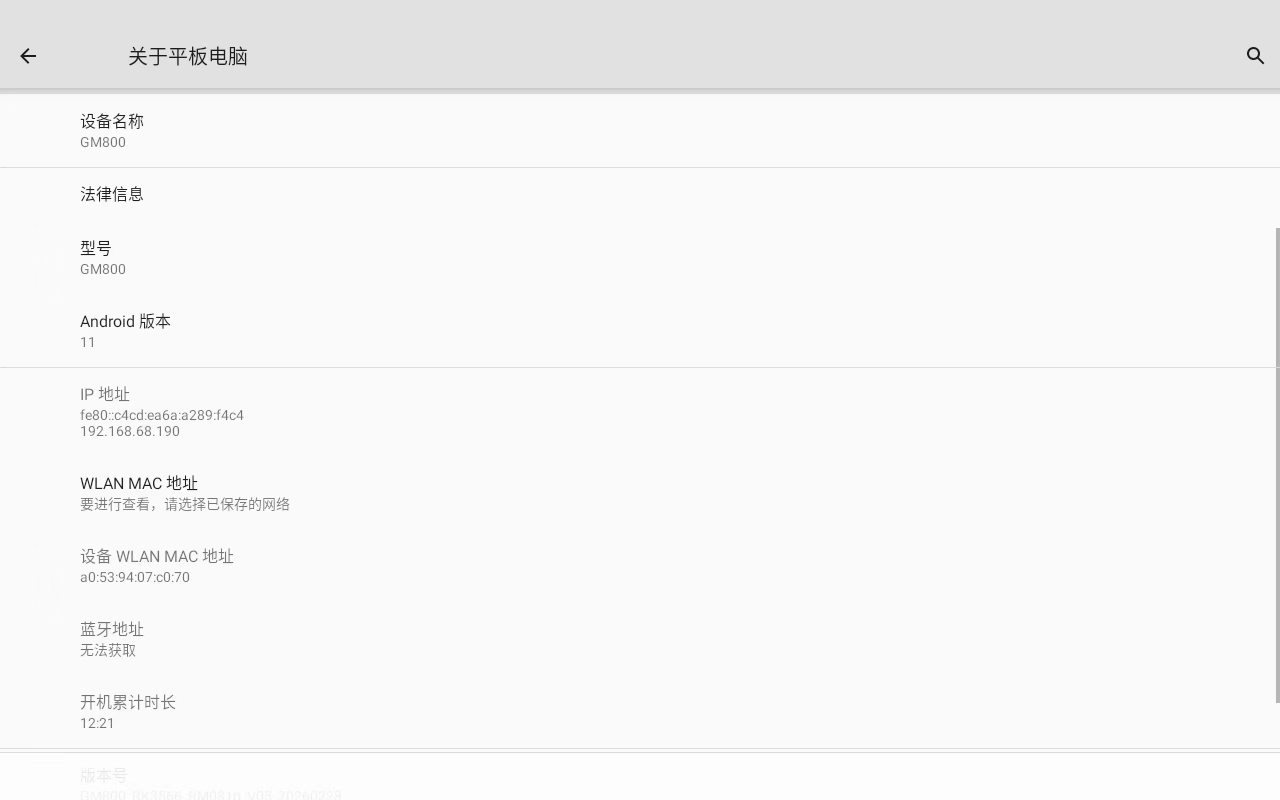 关于平板电脑
设备名称
GM800
法律信息
型号
GM800
Android 版本
11
IP 地址
fe80::c4cd:ea6a:a289:f4c4
192.168.68.190
WLAN MAC 地址
要进行查看，请选择已保存的网络
设备 WLAN MAC 地址
a0:53:94:07:c0:70
蓝牙地址
无法获取
开机累计时长
12:21
版本号